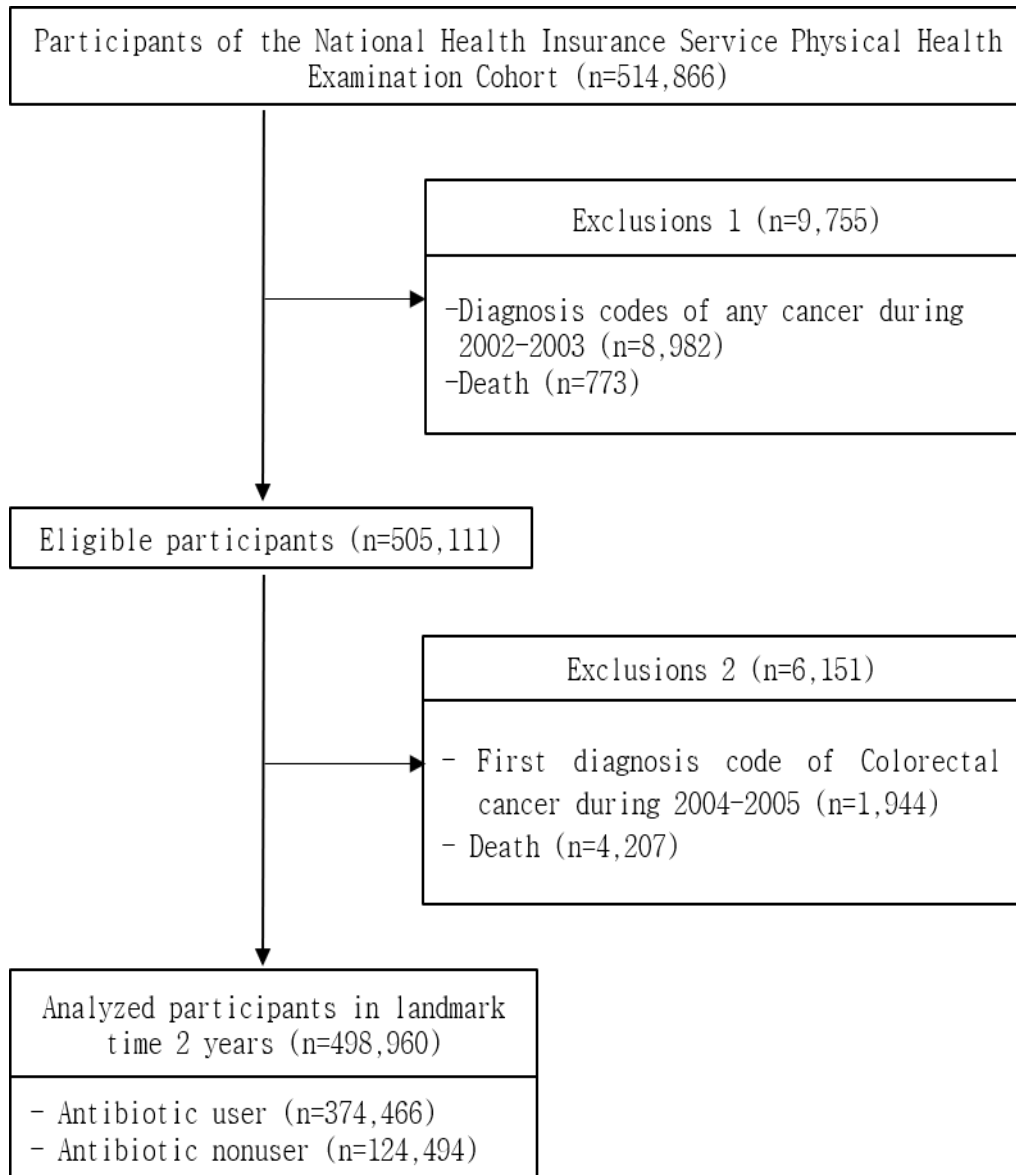 Participants of the National Health Insurance Service Physical Health
Examination Cohort (n=514,866)
Exclusions 1 (n=9,755)
-Diagnosis codes of any cancer during
2002-2003 (n=8,982)
-Death (n=773)
Eligible participants (n=505,111)
Exclusions 2 (n=6,151)
- First diagnosis code of Colorectal
cancer during 2004-2005 (n=1,944)
- Death (n=4,207)
Analyzed participants in landmark
time 2 years (n=498,960)
- Antibiotic user (n=374,466)
- Antibiotic nonuser (n=124,494)